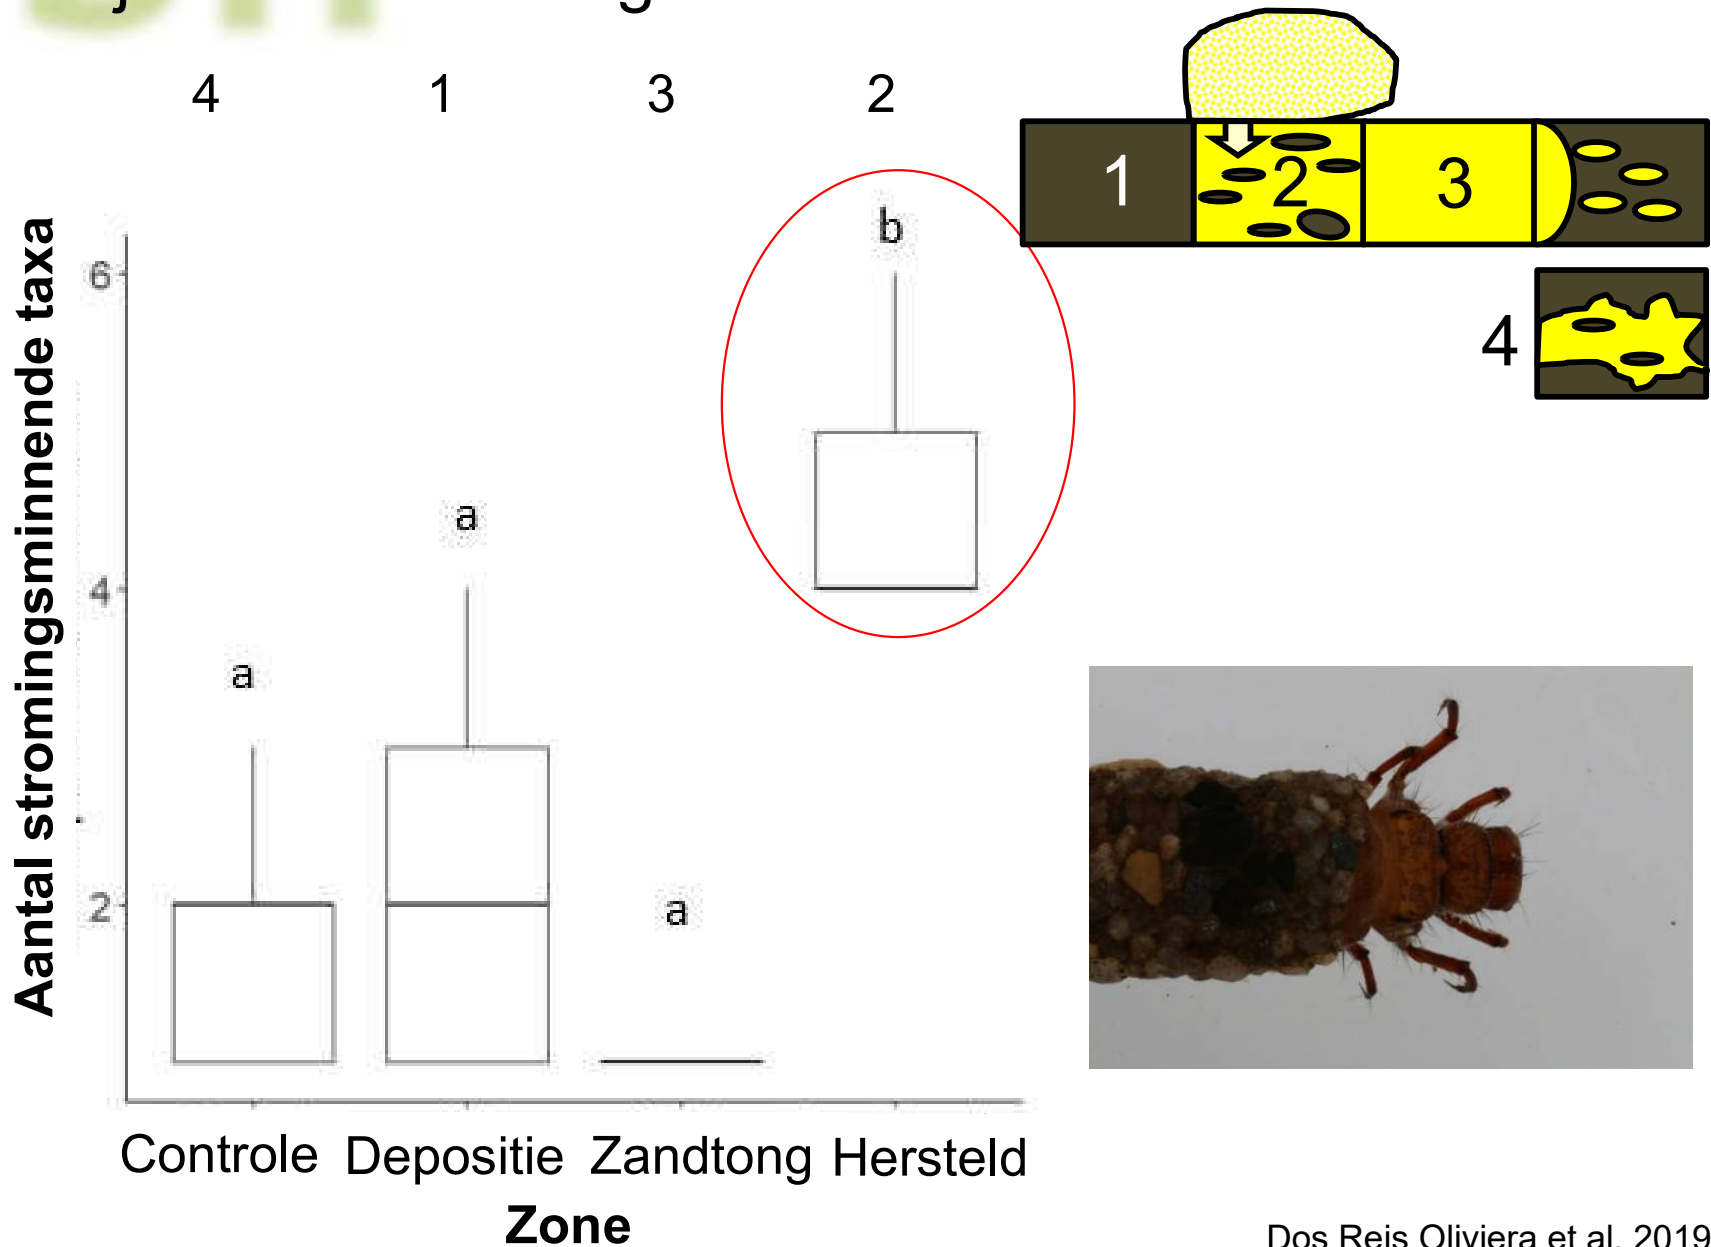 4 1 3 2
1 2 3
4
Aantal stromingsminnende taxa
6
4
2
a
a
a
b
Controle Depositie Zandtong Hersteld
Zone
Dos Reis Oliviera et al. 2019